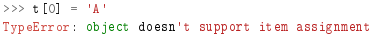 >>> t[0] = 'A'
TypeError: object doesn't support item assignment